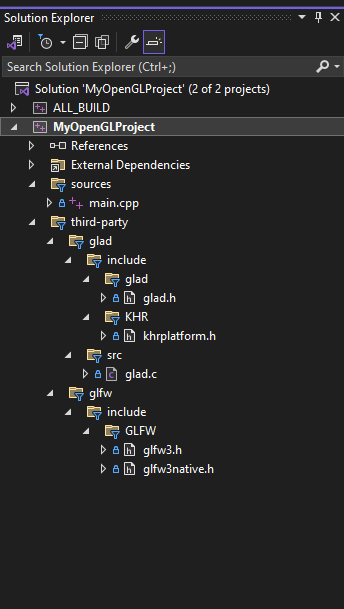 Solution Explorer
Search Solution Explorer (Ctrl+;)
Solution 'MyOpenGLProject' (2 of 2 projects)
ALL_BUILD
MyOpenGLProject
References
External Dependencies
sources
main.cpp
third-party
glad
include
glad
glad.h
KHR
khrplatform.h
src
glad.c
glfw
include
GLFW
glfw3.h
glfw3native.h